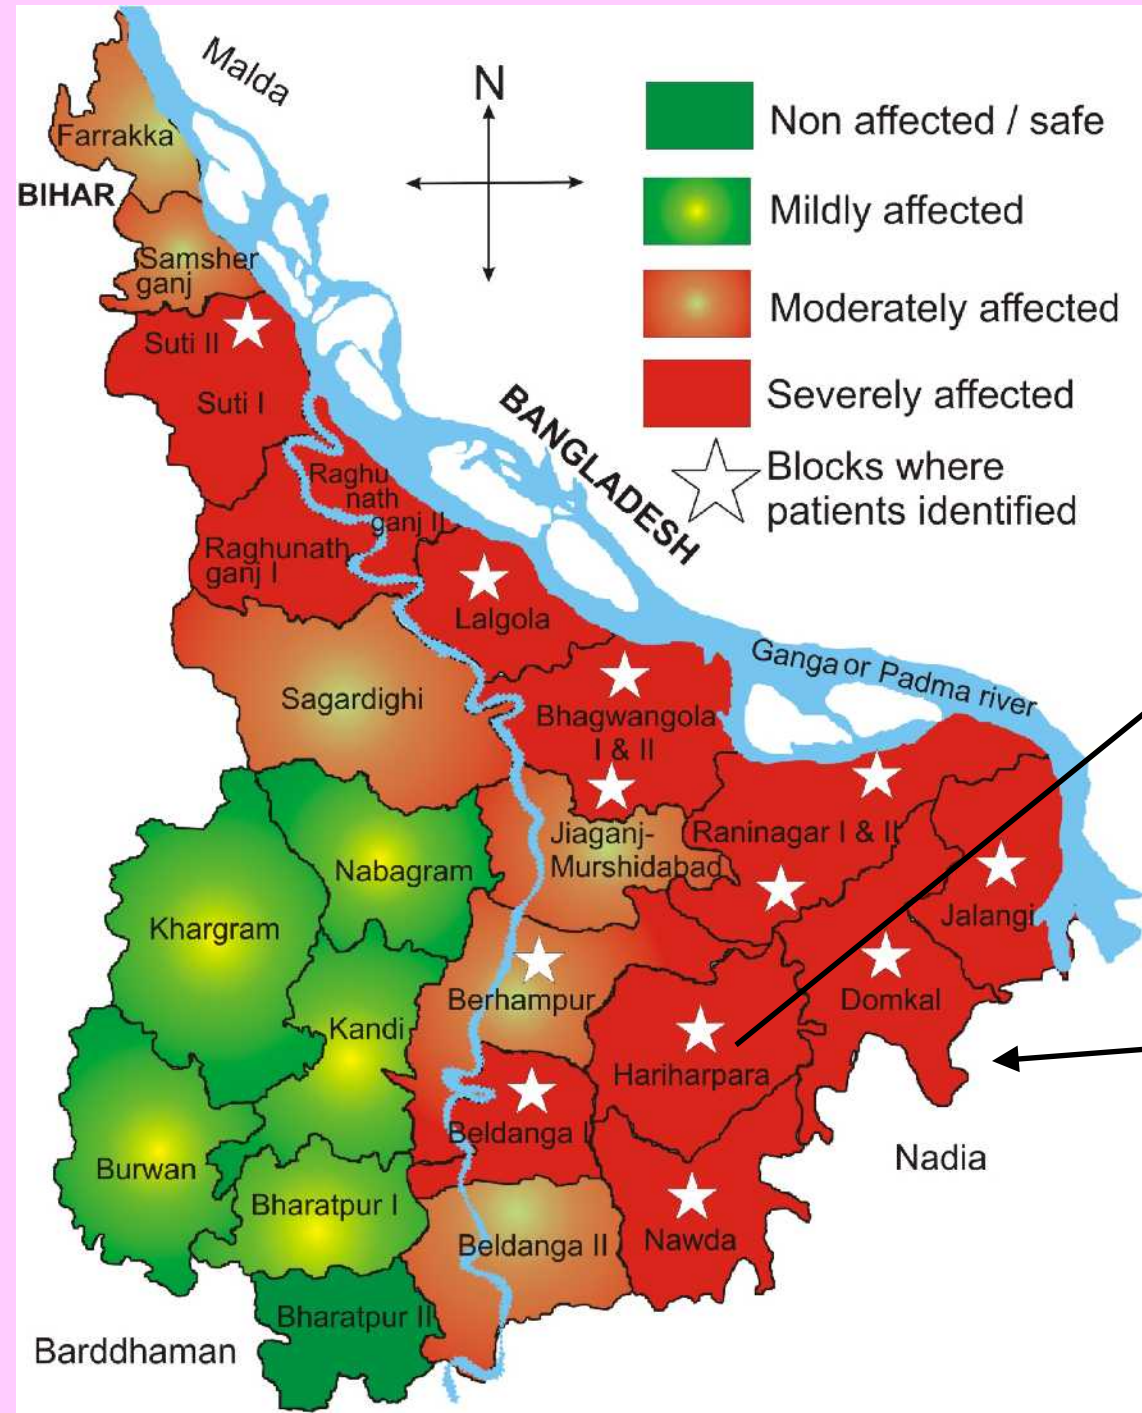 Malda
N
Farrakka
BIHAR
Samsher
ganj
Suti II
Suti I
Raghu
nath
ganj II
Raghunath
ganj I
Lalgola
Sagardighi
Bhagwangola
I & II
Jiaganj-
Murshidabad
Raninagar I & II
Nabagram
Khargram
Jalangi
Berhampur
Domkal
Kandi
Hariharpara
Beldanga I
Burwan
Bharatpur I
Beldanga II
Nawda
Bharatpur II
Nadia
Barddhaman
BANGLADESH
Ganga or Padma river
Non affected / safe
Mildly affected
Moderately affected
Severely affected
Blocks where
patients identified